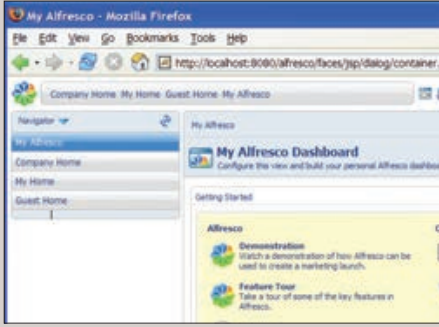 My Alfresco - Mozilla Firefox
File Edit View Go Bookmarks Tools Help
http://localhost:8080/alfresco/faces/jsp/dialog/container.
Company Home My Home Guest Home My Alfresco
Navigator
My Alfresco
My Alfresco
My Alfresco Dashboard
Configure this view and build your personal Alfresco
Company Home
My Home
Guest Home
Getting Started
Alfresco
Demonstration
Watch a demonstration of how Alfresco can be
used to create a marketing launch.
Feature Tour
Take a tour of some of the key features in
Alfresco.